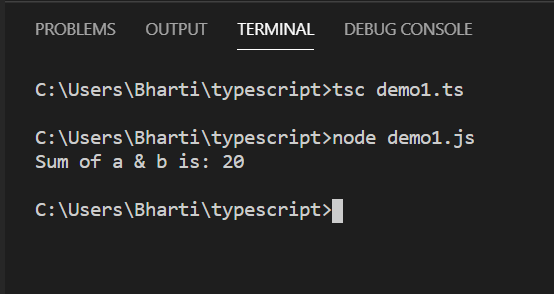 PROBLEMS OUTPUT TERMINAL DEBUG CONSOLE
C:\Users\Bharti\typescript>tsc demo1.ts
C:\Users\Bharti\typescript>node demo1.js
Sum of a & b is: 20
C:\Users\Bharti\typescript>